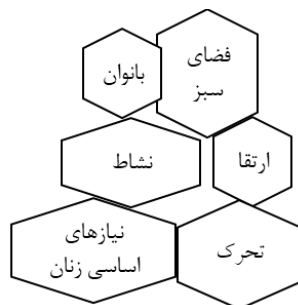 فضای
سبز
بانوان
ارتقا
نشاط
تحرک
نیازهای
اساسی زنان